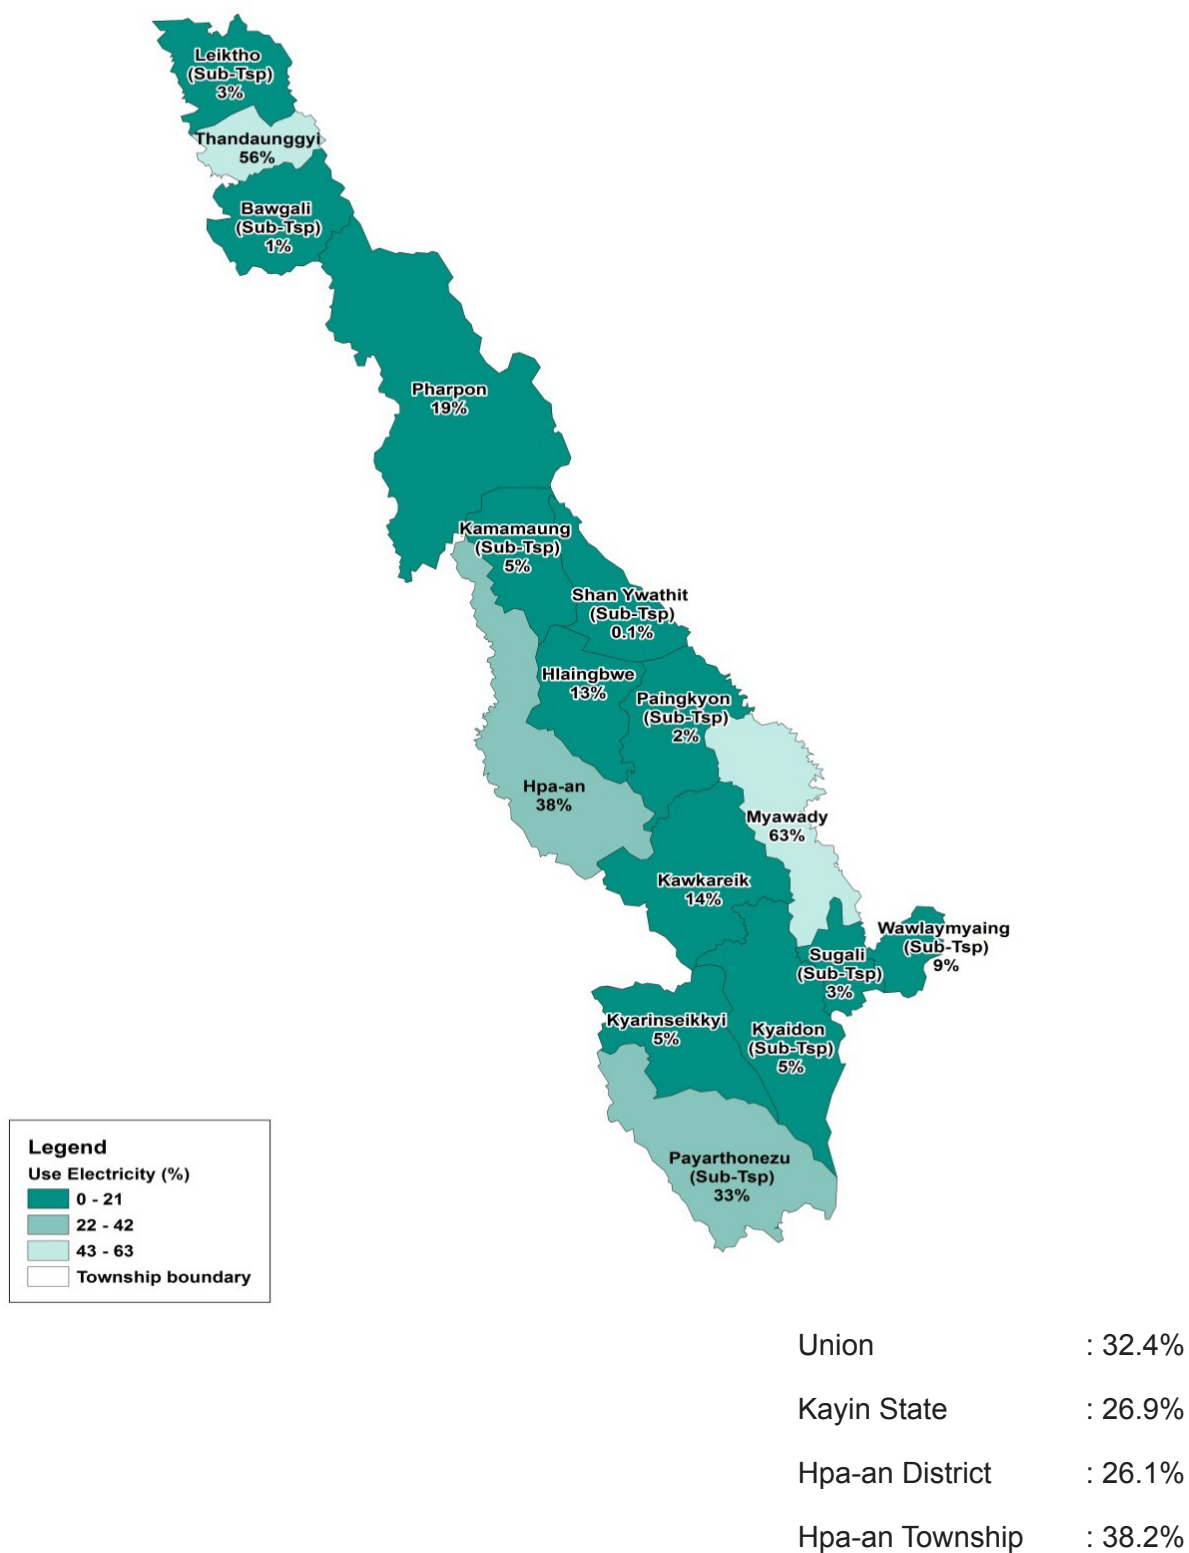 Leiktho
(Sub-Tsp)
3%
Thandaunggyi
56%
Bawgali
(Sub-Tsp)
1%
Pharpon
19%
Kamamaung
(Sub-Tsp)
5%
Shan Ywathit
(Sub-Tsp)
0.1%
Hlaingbwe
13%
Paingkyon
(Sub-Tsp)
2%
Hpa-an
38%
Myawady
63%
Kawkareik
14%
Wawlaymyaing
(Sub-Tsp)
9%
Sugali
(Sub-Tsp)
3%
Kyarinseikkyi
5%
Kyaidon
(Sub-Tsp)
5%
Payarthonezu
(Sub-Tsp)
33%
Legend
Use Electricity (%)
0 - 21
22 - 42
43 - 63
Township boundary
Union : 32.4%
Kayin State : 26.9%
Hpa-an District : 26.1%
Hpa-an Township : 38.2%